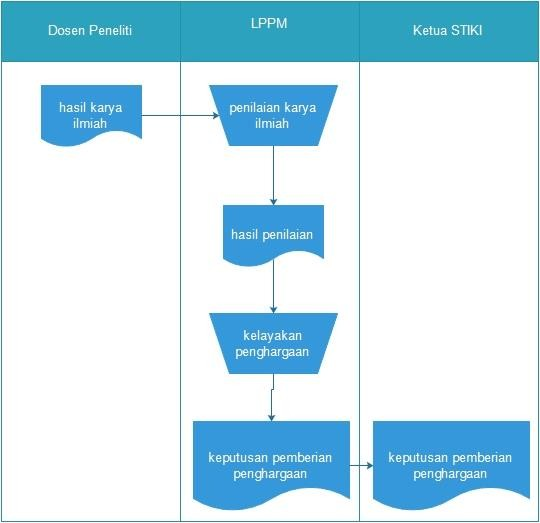 Dosen Peneliti
LPPM
Ketua STIKI
hasil karya
ilmiah
penilaian karya
ilmiah
hasil penilaian
kelayakan
penghargaan
keputusan pemberian
penghargaan
keputusan pemberian
penghargaan